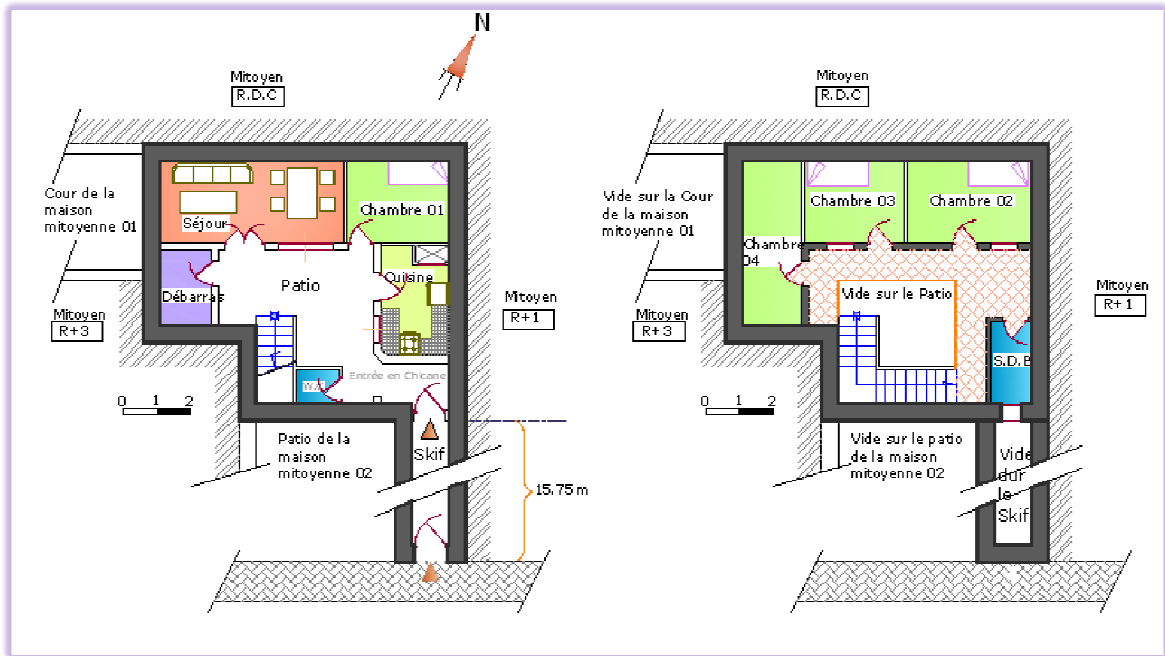 N
Mitoyen
R.D.C
Cour de la
maison
mitoyenne 01
Séjour
Chambre 01
Débarras
Patio
Cuisine
Mitoyen
R+3
Mitoyen
R+1
Entrée en Chicane
0 1 2
Patio de la
maison
mitoyenne 02
Skif
15.75 m
Mitoyen
R.D.C
Vide sur la Cour
de la maison
mitoyenne 01
Chambre 03
Chambre 02
Chambre
04
Vide sur le Patio
Mitoyen
R+3
Mitoyen
R+1
S.D.B
0 1 2
Vide sur le patio
de la maison
mitoyenne 02
Vide
dur
le
Skif